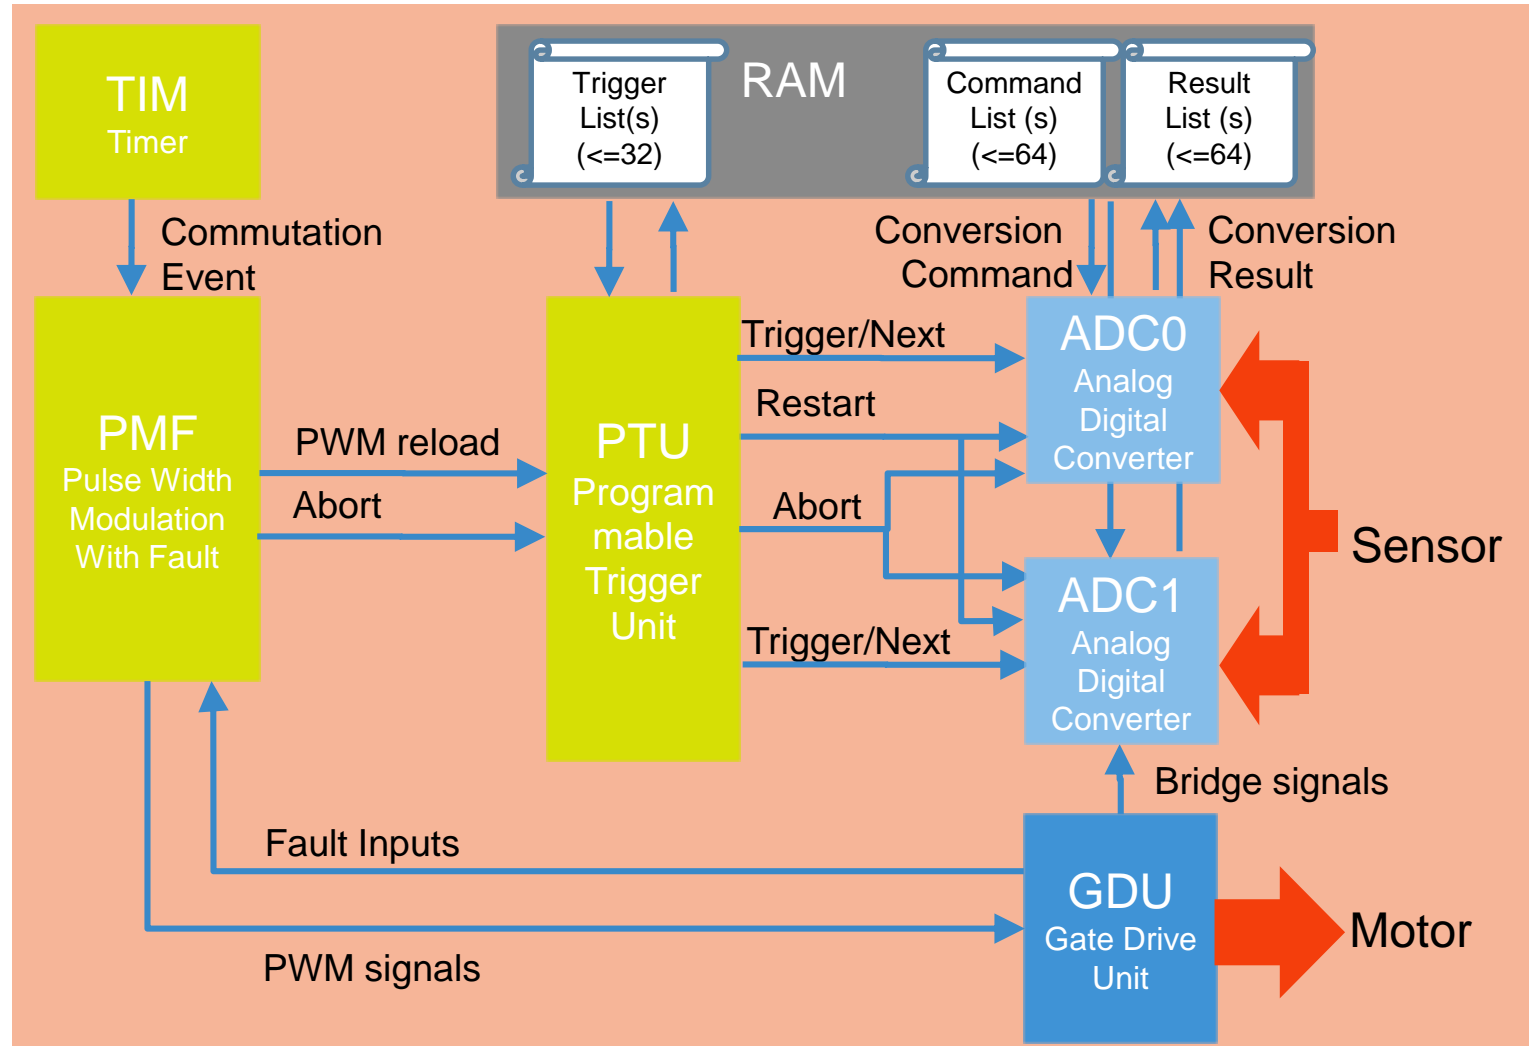 TIM
Timer
Trigger
List(s)
(<=32)
RAM
Command
List (s)
(<=64)
Result
List (s)
(<=64)
Commutation
Event
Conversion
Command
Conversion
Result
PMF
Pulse Width
Modulation
With Fault
PWM reload
Abort
PTU
Program
mable
Trigger
Unit
Trigger/Next
Restart
Abort
Trigger/Next
ADC0
Analog
Digital
Converter
ADC1
Analog
Digital
Converter
Sensor
Bridge signals
Fault Inputs
PWM signals
GDU
Gate Drive
Unit
Motor